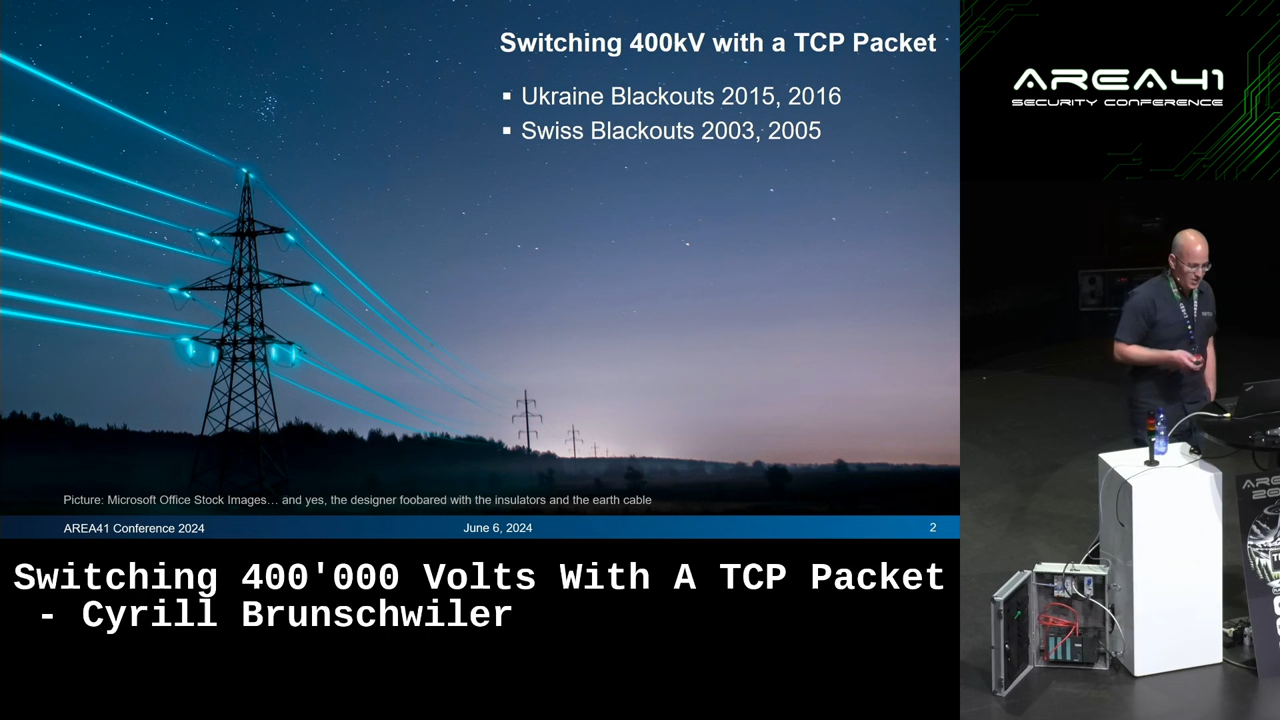 Switching 400kV with a TCP Packet
▪ Ukraine Blackouts 2015, 2016
▪ Swiss Blackouts 2003, 2005
Picture: Microsoft Office Stock Images… and yes, the designer foobared with the insulators and the earth cable
AREA41 Conference 2024
June 6, 2024
2
Switching 400'000 Volts With A TCP Packet
- Cyrill Brunschwiler
AREA41
SECURITY CONFERENCE